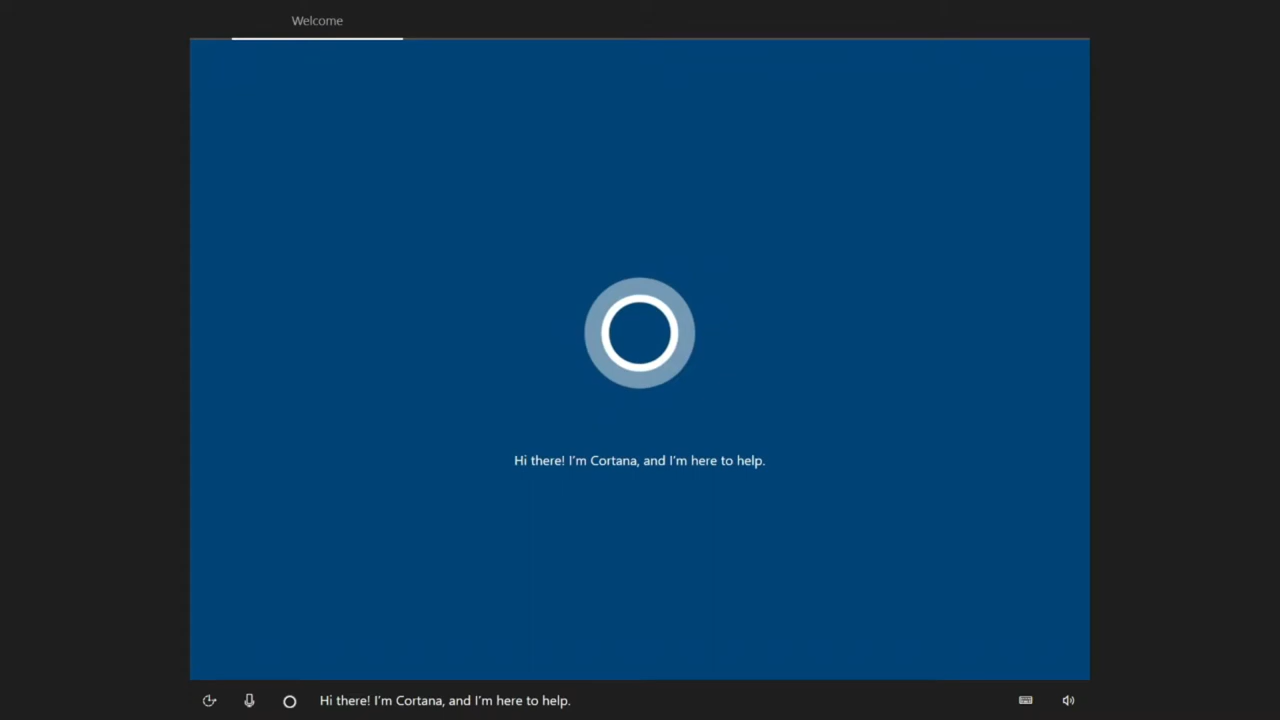 Welcome
Hi there! I'm Cortana, and I'm here to help.
Hi there! I'm Cortana, and I'm here to help.